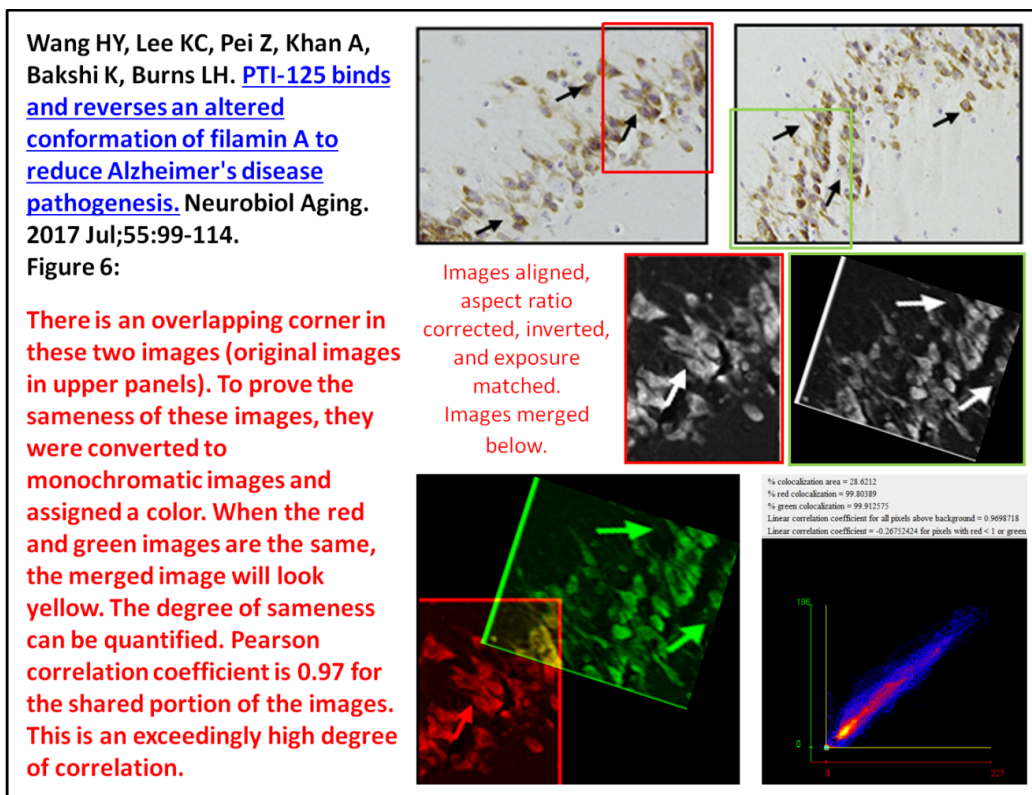 Wang HY, Lee KC, Pei Z, Khan A,
Bakshi K, Burns LH. PTI-125 binds
and reverses an altered
conformation of filamin A to
reduce Alzheimer's disease
pathogenesis. Neurobiol Aging.
2017 Jul;55:99-114.
Figure 6:
There is an overlapping corner in
these two images (original images
in upper panels). To prove the
sameness of these images, they
were converted to
monochromatic images and
assigned a color. When the red
and green images are the same,
the merged image will look
yellow. The degree of sameness
can be quantified. Pearson
correlation coefficient is 0.97 for
the shared portion of the images.
This is an exceedingly high degree
of correlation.
Images aligned,
aspect ratio
corrected, inverted,
and exposure
matched.
Images merged
below.
% colocalization area = 28.6212
% red colocalization = 99.80389
% green colocalization = 99.912575
Linear correlation coefficient for all pixels above background = 0.9698718
Linear correlation coefficient = -0.26752424 for pixels with red < 1 or green
196
0
0
227